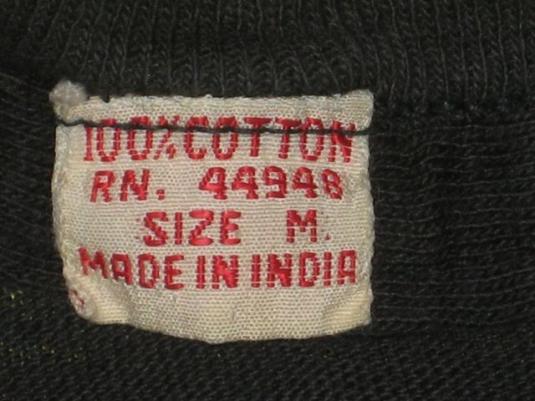 100% COTTON
RN. 44948
SIZE M.
MADE IN INDIA